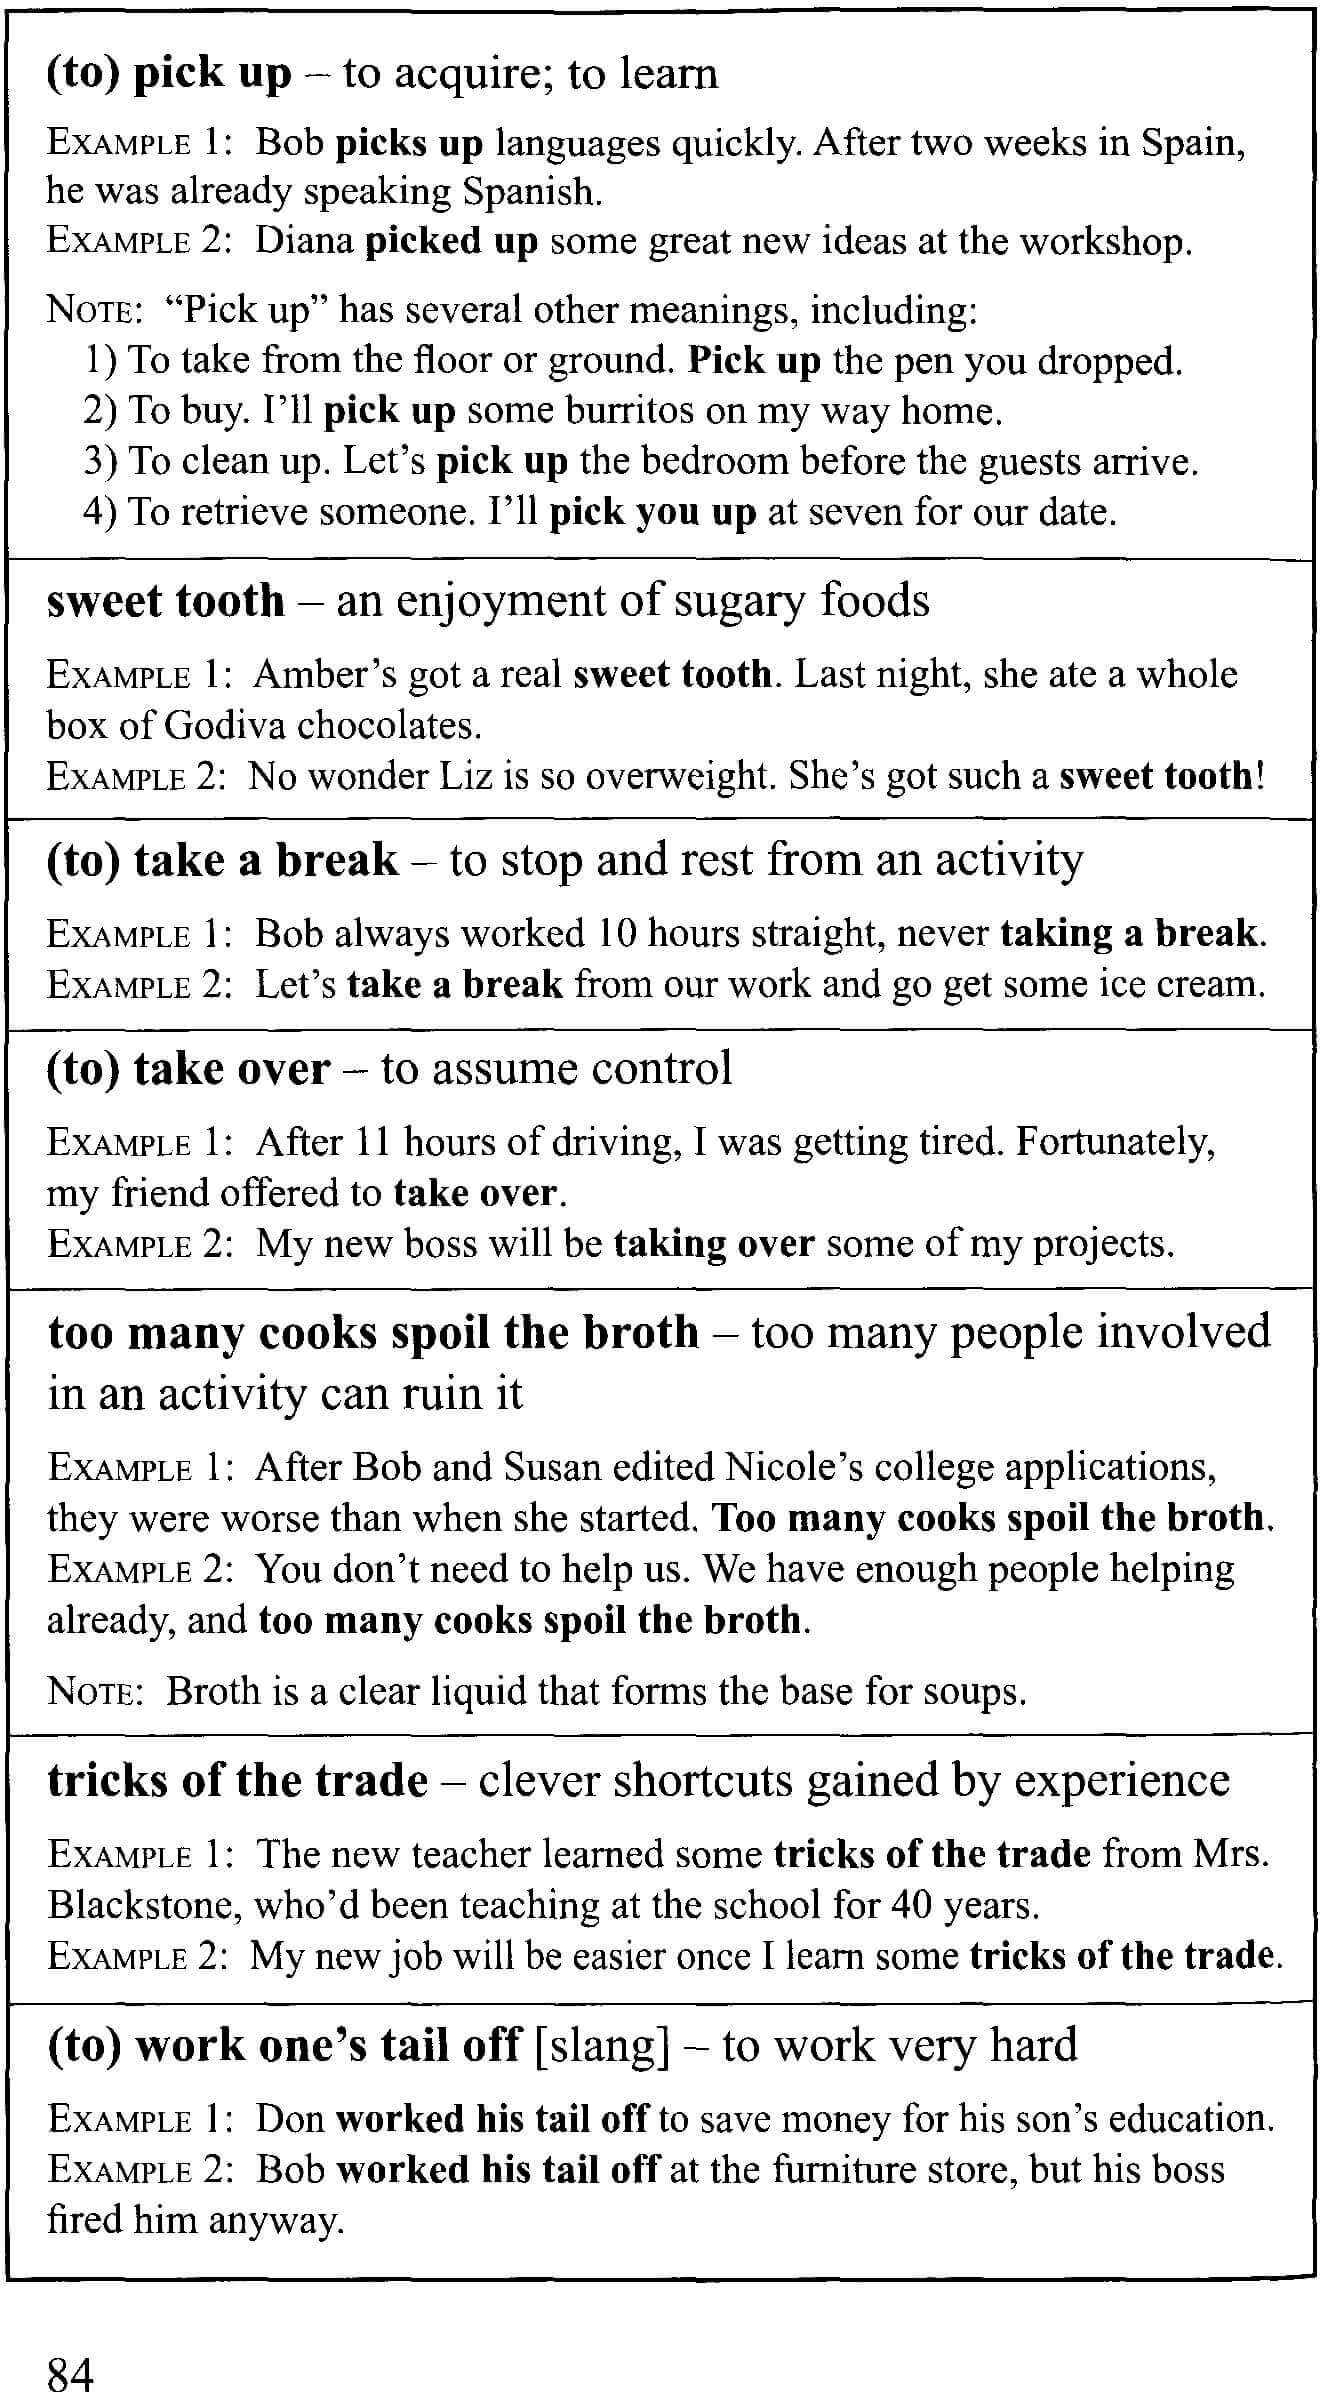 (to) pick up – to acquire; to learn
EXAMPLE 1: Bob picks up languages quickly. After two weeks in Spain,
he was already speaking Spanish.
EXAMPLE 2: Diana picked up some great new ideas at the workshop.
NOTE: “Pick up” has several other meanings, including:
1) To take from the floor or ground. Pick up the pen you dropped.
2) To buy. I’ll pick up some burritos on my way home.
3) To clean up. Let’s pick up the bedroom before the guests arrive.
4) To retrieve someone. I’ll pick you up at seven for our date.
sweet tooth – an enjoyment of sugary foods
EXAMPLE 1: Amber’s got a real sweet tooth. Last night, she ate a whole
box of Godiva chocolates.
EXAMPLE 2: No wonder Liz is so overweight. She’s got such a sweet tooth!
(to) take a break – to stop and rest from an activity
EXAMPLE 1: Bob always worked 10 hours straight, never taking a break.
EXAMPLE 2: Let’s take a break from our work and go get some ice cream.
(to) take over – to assume control
EXAMPLE 1: After 11 hours of driving, I was getting tired. Fortunately,
my friend offered to take over.
EXAMPLE 2: My new boss will be taking over some of my projects.
too many cooks spoil the broth – too many people involved
in an activity can ruin it
EXAMPLE 1: After Bob and Susan edited Nicole’s college applications,
they were worse than when she started. Too many cooks spoil the broth.
EXAMPLE 2: You don’t need to help us. We have enough people helping
already, and too many cooks spoil the broth.
NOTE: Broth is a clear liquid that forms the base for soups.
tricks of the trade – clever shortcuts gained by experience
EXAMPLE 1: The new teacher learned some tricks of the trade from Mrs.
Blackstone, who’d been teaching at the school for 40 years.
EXAMPLE 2: My new job will be easier once I learn some tricks of the trade.
(to) work one’s tail off [slang] – to work very hard
EXAMPLE 1: Don worked his tail off to save money for his son’s education.
EXAMPLE 2: Bob worked his tail off at the furniture store, but his boss
fired him anyway.
84